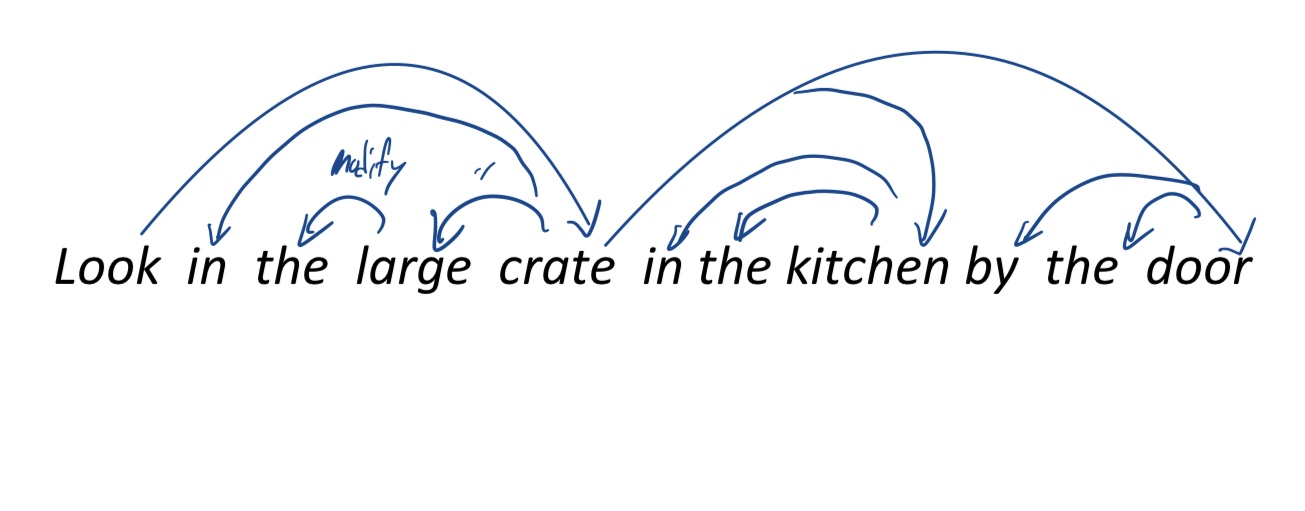 modify "
Look in the large crate in the kitchen by the door